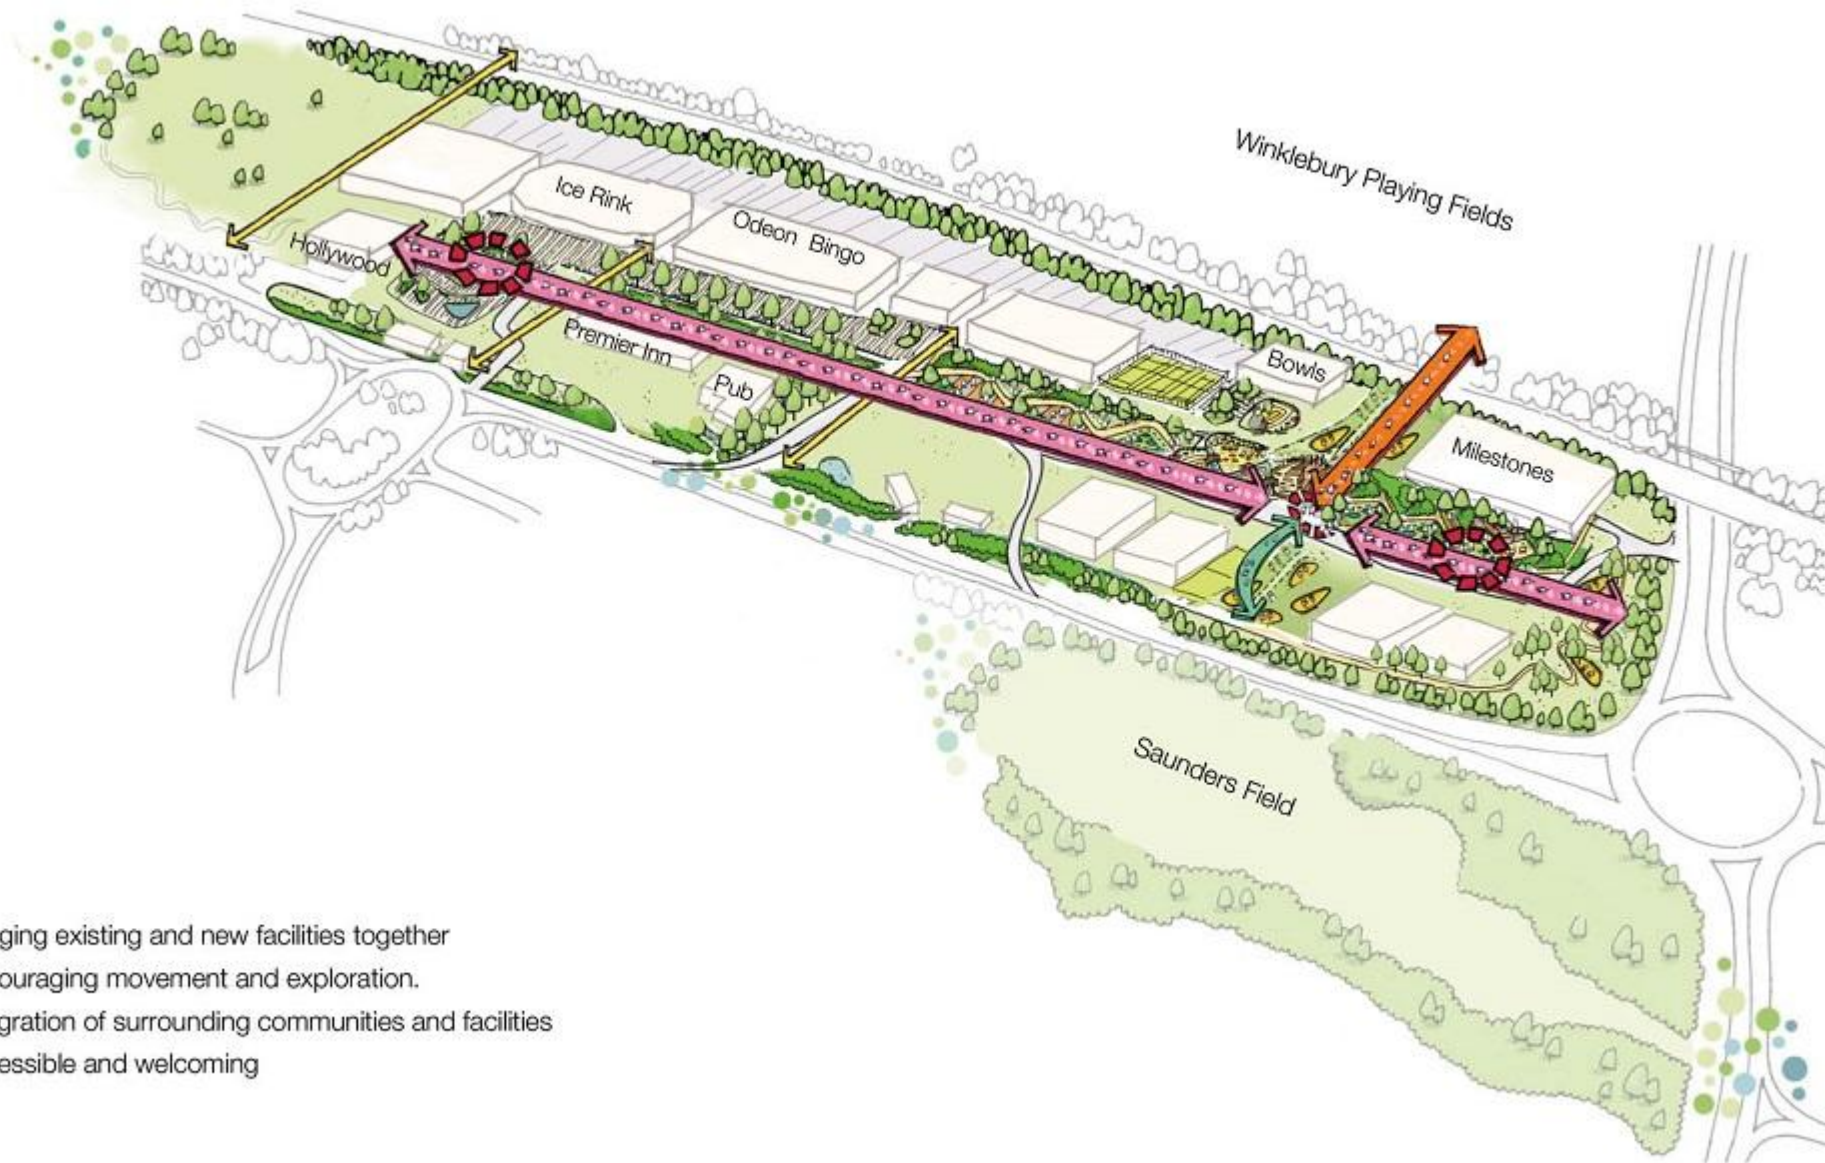 Winklebury Playing Fields
Ice Rink
Odeon Bingo
Hollywood
Premier Inn
Pub
Bowls
Milestones
Saunders Field
ging existing and new facilities together
ouraging movement and exploration.
gration of surrounding communities and facilities
essible and welcoming